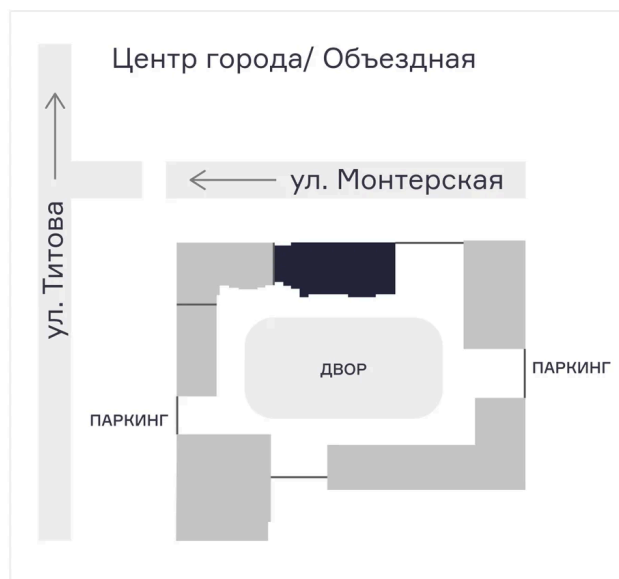 Центр города/ Объездная
ул. Монтерская
ул. Титова
ДВОР
ПАРКИНГ
ПАРКИНГ